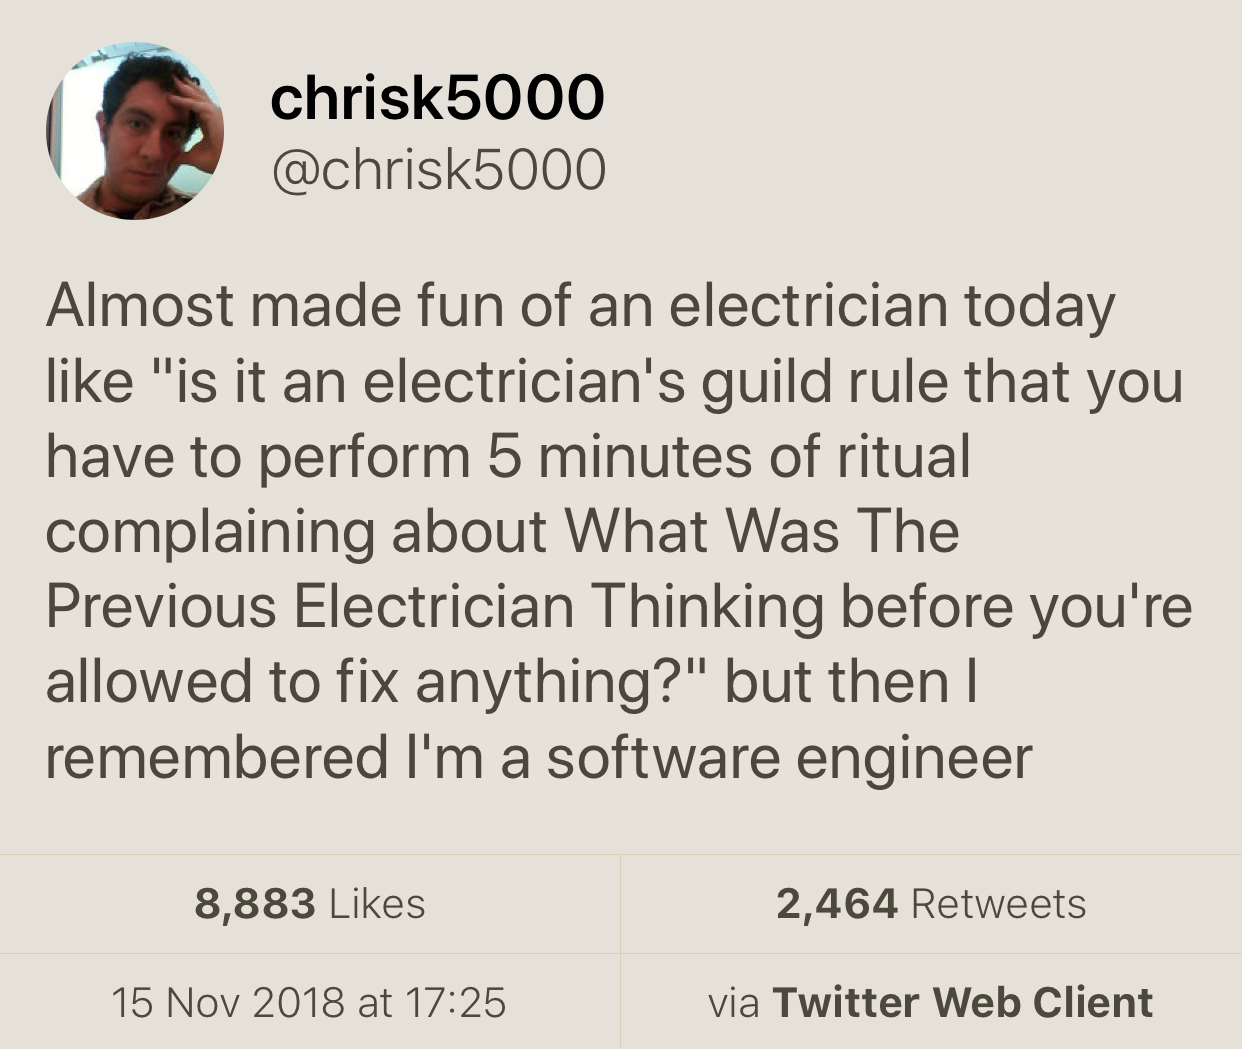 chrisk5000
@chrisk5000
Almost made fun of an electrician today
like "is it an electrician's guild rule that you
have to perform 5 minutes of ritual
complaining about What Was The
Previous Electrician Thinking before you're
allowed to fix anything?" but then I
remembered I'm a software engineer
8,883 Likes
2,464 Retweets
15 Nov 2018 at 17:25
via Twitter Web Client